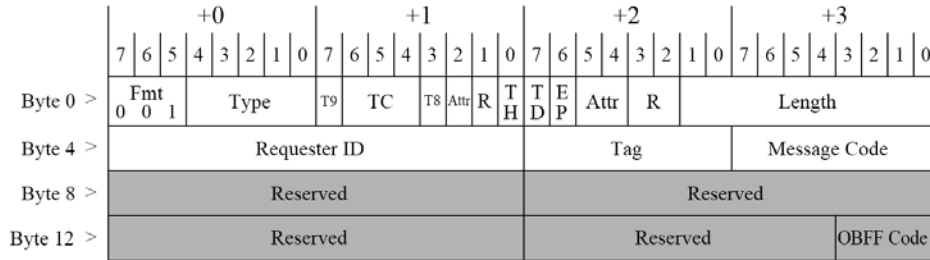 +0 +1 +2 +3
7 6 5 4 3 2 1 0 7 6 5 4 3 2 1 0 7 6 5 4 3 2 1 0 7 6 5 4 3 2 1 0
Byte 0 > Fmt 0 0 1 Type T9 TC T8 Attr R TH TD EP Attr R Length
Byte 4 > Requester ID Tag Message Code
Byte 8 > Reserved Reserved
Byte 12 > Reserved Reserved OBFF Code